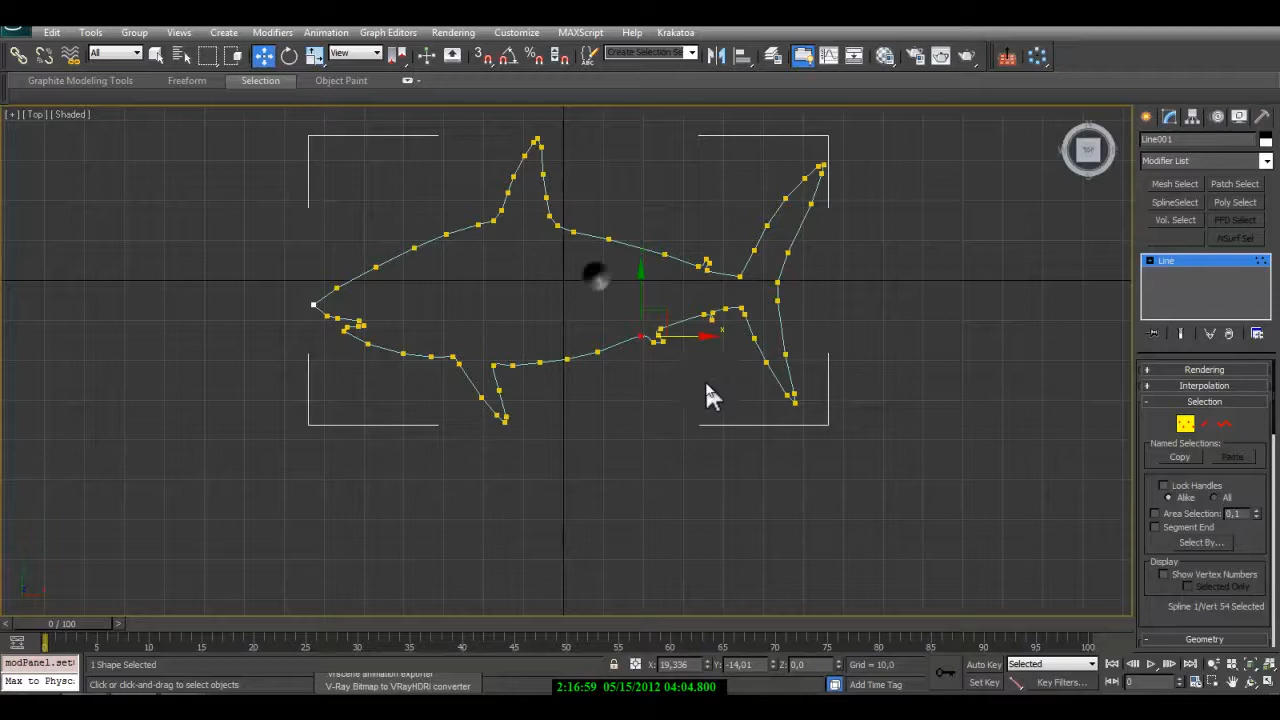 Edit Tools Group Views Create Modifiers Animation Graph Editors Rendering Customize MAXScript Help Krakatoa
All View Create Selection Se
Graphite Modeling Tools Freeform Selection Object Paint
[+] [Top] [Shaded]
TOP
Line001
Modifier List
Mesh Select Patch Select
SplineSelect Poly Select
Vol. Select FFD Select
NSurf Sel
Line
Rendering
Interpolation
Selection
Named Selections:
Copy Paste
Lock Handles
Alike All
Area Selection: 0,1
Segment End
Select By...
Display
Show Vertex Numbers
Selected Only
Spline 1/Vert 54 Selected
Geometry
x
0 / 100
10 15 20 25 30 35 40 45 50 55 60 65 70 75 80 85 90 95 100
modPanel.set 1 Shape Selected X: 19,336 Y: -14,01 Z: 0,0 Grid = 10,0 Auto Key Selected
Max to Physc Click or click-and-drag to select objects Add Time Tag Set Key Key Filters... 0
Vrscene animation exporter
V-Ray Bitmap to VRayHDRI converter
2:16:59 05/15/2012 04:04.800